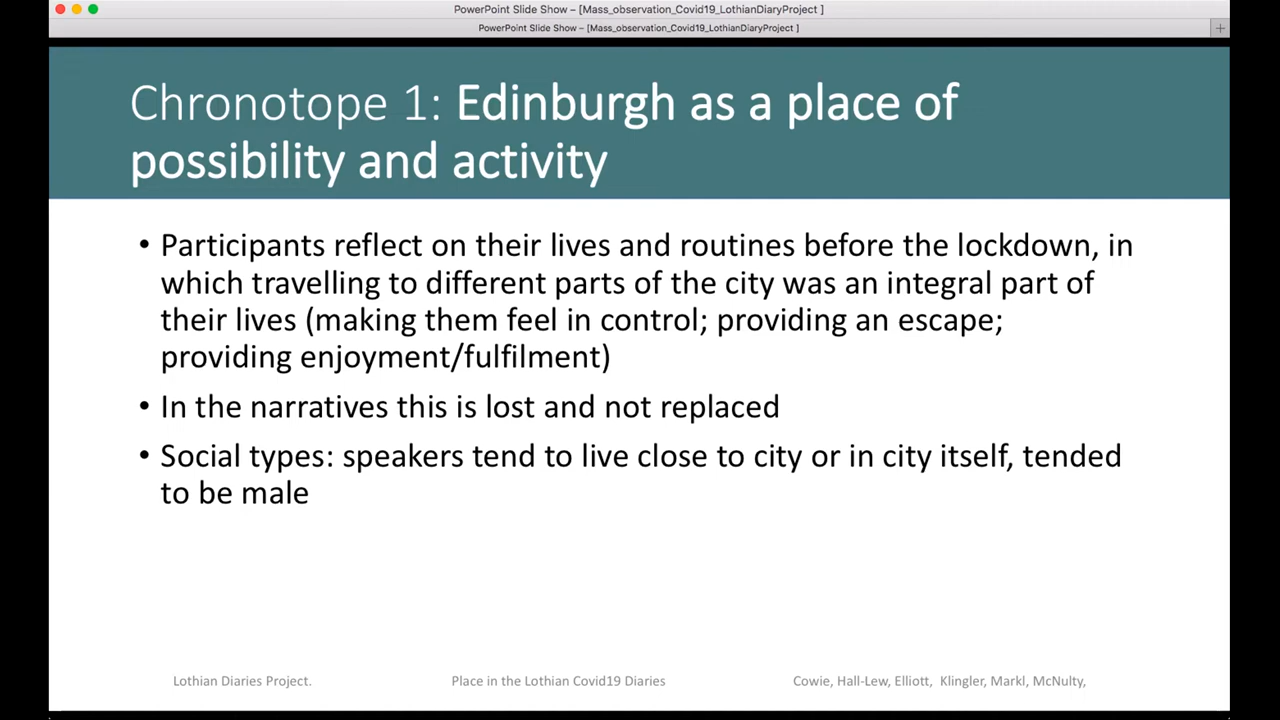 PowerPoint Slide Show – [Mass_observation_Covid19_LothianDiaryProject ]
PowerPoint Slide Show – [Mass_observation_Covid19_LothianDiaryProject ]
Chronotope 1: Edinburgh as a place of
possibility and activity
• Participants reflect on their lives and routines before the lockdown, in
which travelling to different parts of the city was an integral part of
their lives (making them feel in control; providing an escape;
providing enjoyment/fulfilment)
• In the narratives this is lost and not replaced
• Social types: speakers tend to live close to city or in city itself, tended
to be male
Lothian Diaries Project. Place in the Lothian Covid19 Diaries Cowie, Hall-Lew, Elliott, Klingler, Markl, McNulty,